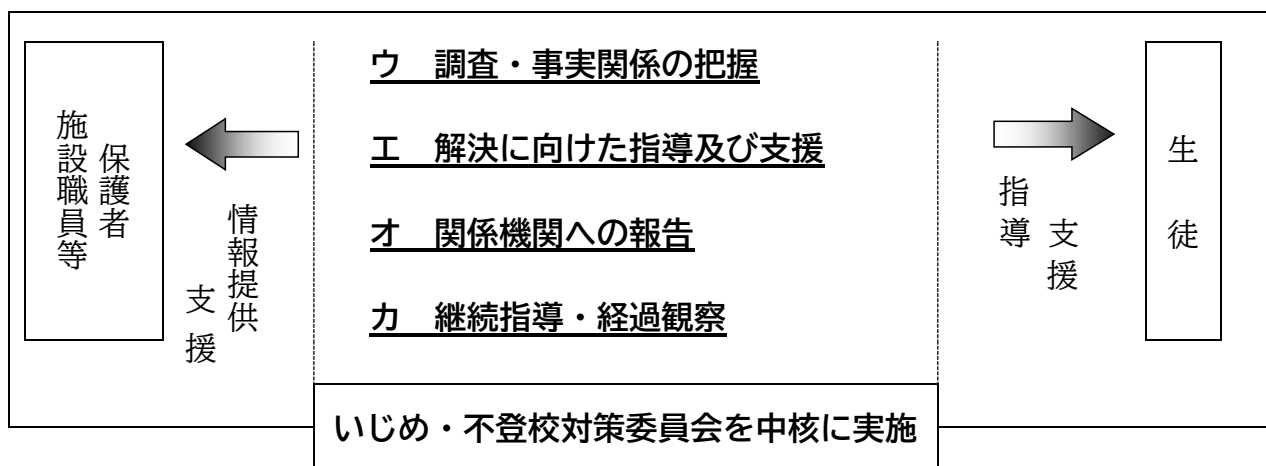 保護者
施設職員等
情報提供
支援
ウ　調査・事実関係の把握
エ　解決に向けた指導及び支援
オ　関係機関への報告
カ　継続指導・経過観察
支援
指導
生徒
いじめ・不登校対策委員会を中核に実施